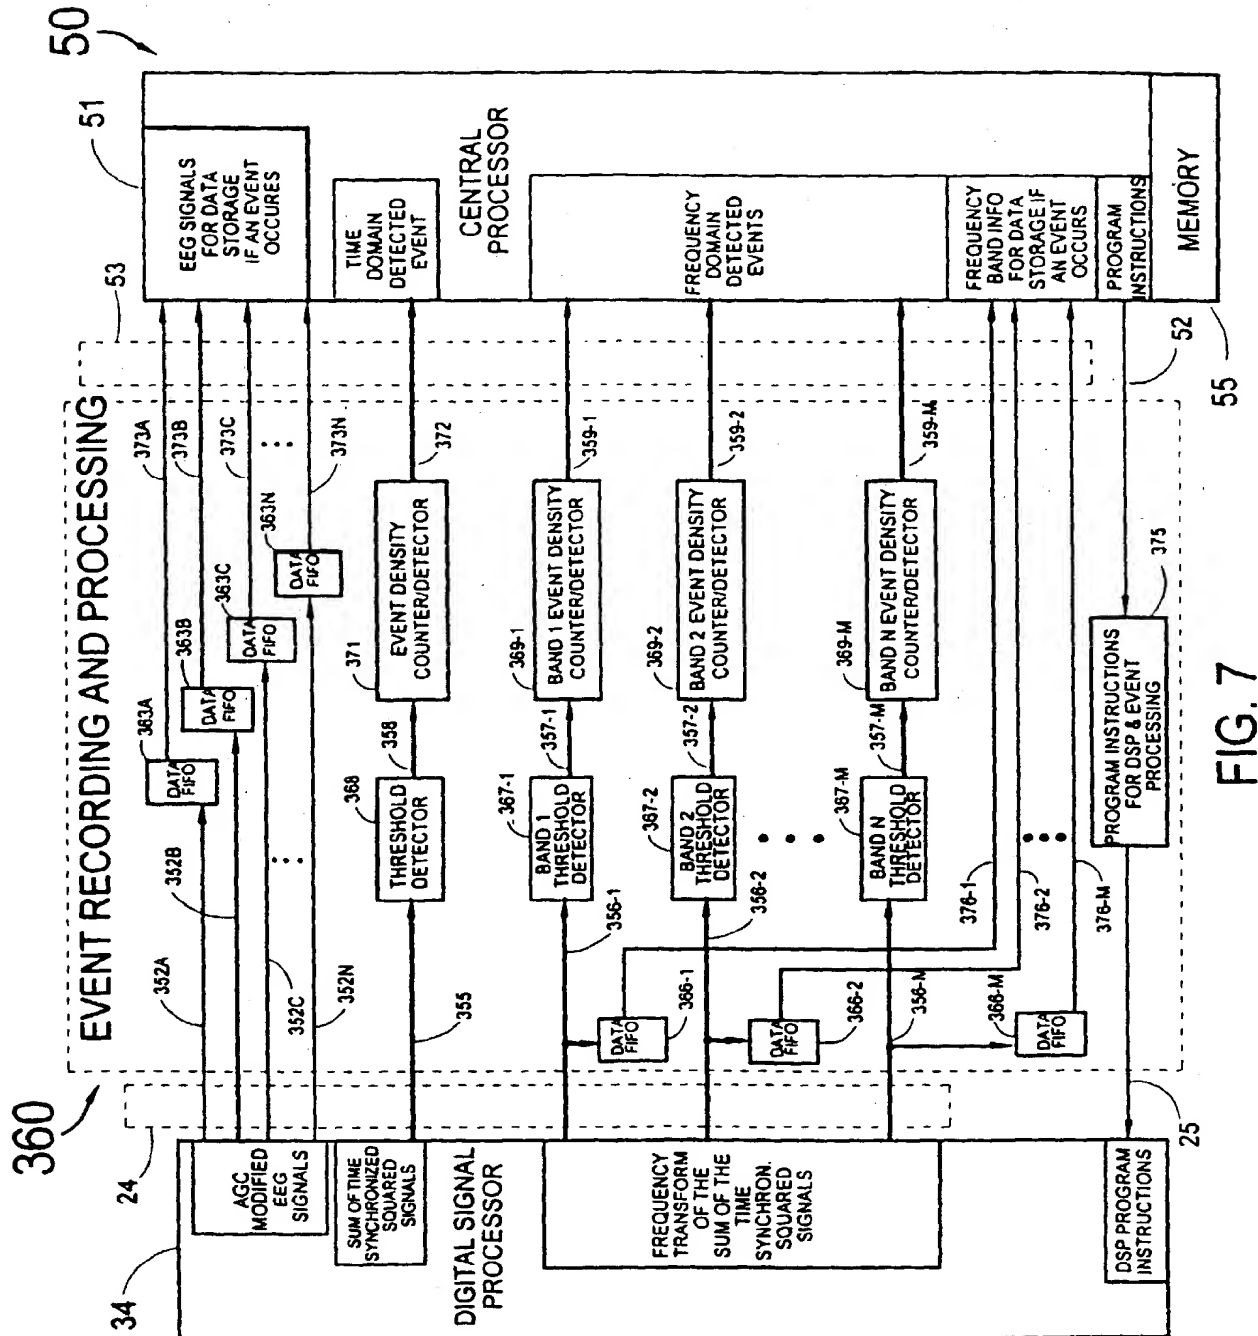 EVENT RECORDING AND PROCESSING
360
34
24
50
51
53
DIGITAL SIGNAL
PROCESSOR
AGC
MODIFIED
EEG
SIGNALS
SUM OF TIME
SYNCHRONIZED
SQUARED
SIGNALS
FREQUENCY
TRANSFORM
OF THE
SUM OF THE
TIME
SYNCHRON.
SQUARED
SIGNALS
DSP PROGRAM
INSTRUCTIONS
25
352A
352B
352C
352N
355
363A
DATA
FIFO
363B
DATA
FIFO
363C
DATA
FIFO
363N
DATA
FIFO
373A
373B
373C
373N
368
THRESHOLD
DETECTOR
358
371
EVENT DENSITY
COUNTER/DETECTOR
372
356-1
367-1
BAND 1
THRESHOLD
DETECTOR
357-1
369-1
BAND 1 EVENT DENSITY
COUNTER/DETECTOR
359-1
DATA
FIFO
366-1
356-2
367-2
BAND 2
THRESHOLD
DETECTOR
357-2
369-2
BAND 2 EVENT DENSITY
COUNTER/DETECTOR
359-2
DATA
FIFO
366-2
356-M
367-M
BAND N
THRESHOLD
DETECTOR
357-M
369-M
BAND N EVENT DENSITY
COUNTER/DETECTOR
359-M
366-M
DATA
FIFO
376-1
376-2
376-M
PROGRAM INSTRUCTIONS
FOR DSP & EVENT
PROCESSING
375
52
EEG SIGNALS
FOR DATA
STORAGE
IF AN EVENT
OCCURES
TIME
DOMAIN
DETECTED
EVENT
CENTRAL
PROCESSOR
FREQUENCY
DOMAIN
DETECTED
EVENTS
FREQUENCY
BAND INFO
FOR DATA
STORAGE IF
AN EVENT
OCCURS
PROGRAM
INSTRUCTIONS
MEMORY
55
FIG. 7